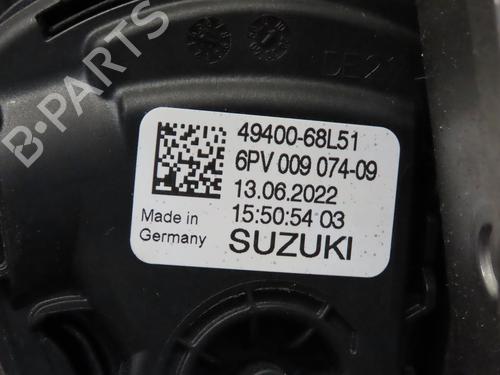 49400-68L51
6PV 009 074-09
13.06.2022
Made in 15:50:54 03
Germany SUZUKI
B-PARTS